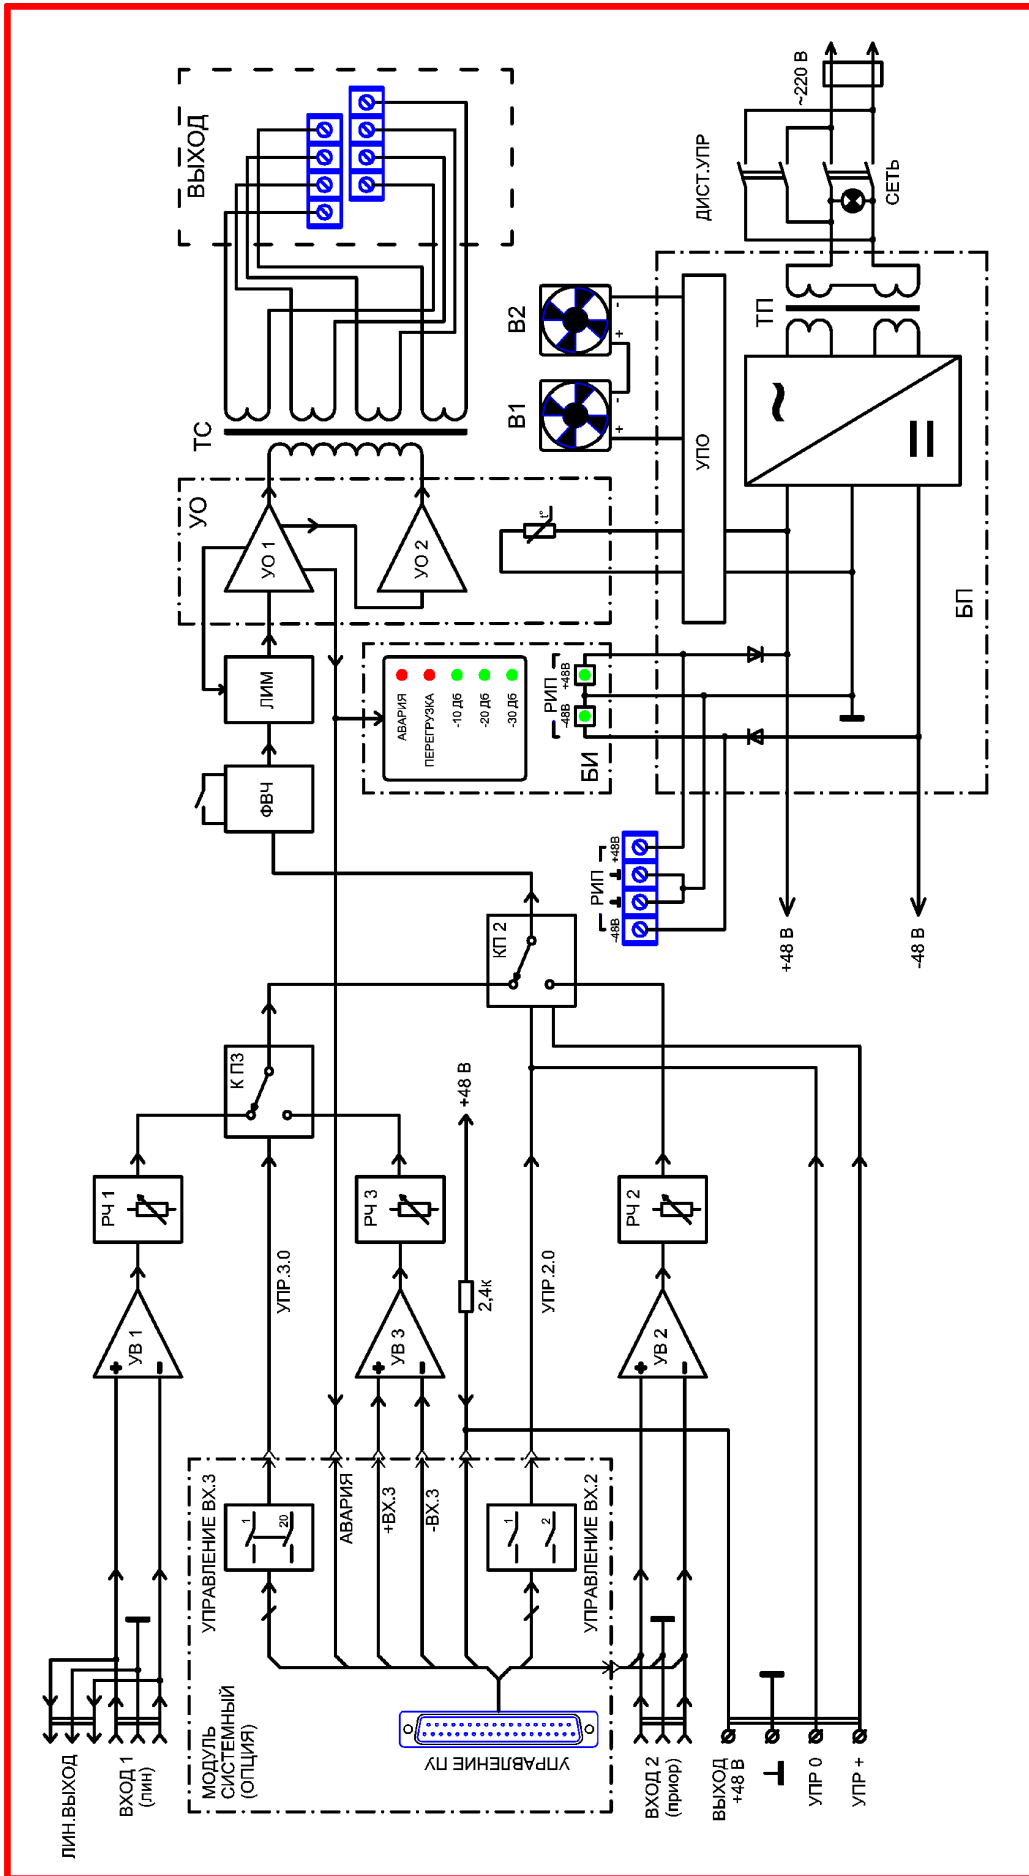 ЛИН.ВЫХОД
ВХОД 1
(лин)
УВ 1
+
-
РЧ 1
МОДУЛЬ
СИСТЕМНЫЙ
(ОПЦИЯ)
УПРАВЛЕНИЕ ВХ.3
1
20
УПР.3.0
К П3
АВАРИЯ
+ВХ.3
-ВХ.3
УВ 3
+
-
РЧ 3
2,4к
+48 В
УПРАВЛЕНИЕ ПУ
УПРАВЛЕНИЕ ВХ.2
1
2
УПР.2.0
КП 2
ВХОД 2
(приор)
УВ 2
+
-
РЧ 2
ВЫХОД
+48 В
УПР 0
УПР +
ФВЧ
ЛИМ
УО
УО 1
УО 2
t°
ТС
ВЫХОД
АВАРИЯ
ПЕРЕГРУЗКА
-10 Дб
-20 Дб
-30 Дб
БИ
РИП
-48В
+48В
РИП
-48В
+48В
В1
+
-
В2
+
-
УПО
БП
ТП
~
=
+48 В
-48 В
ДИСТ.УПР
СЕТЬ
~220 В